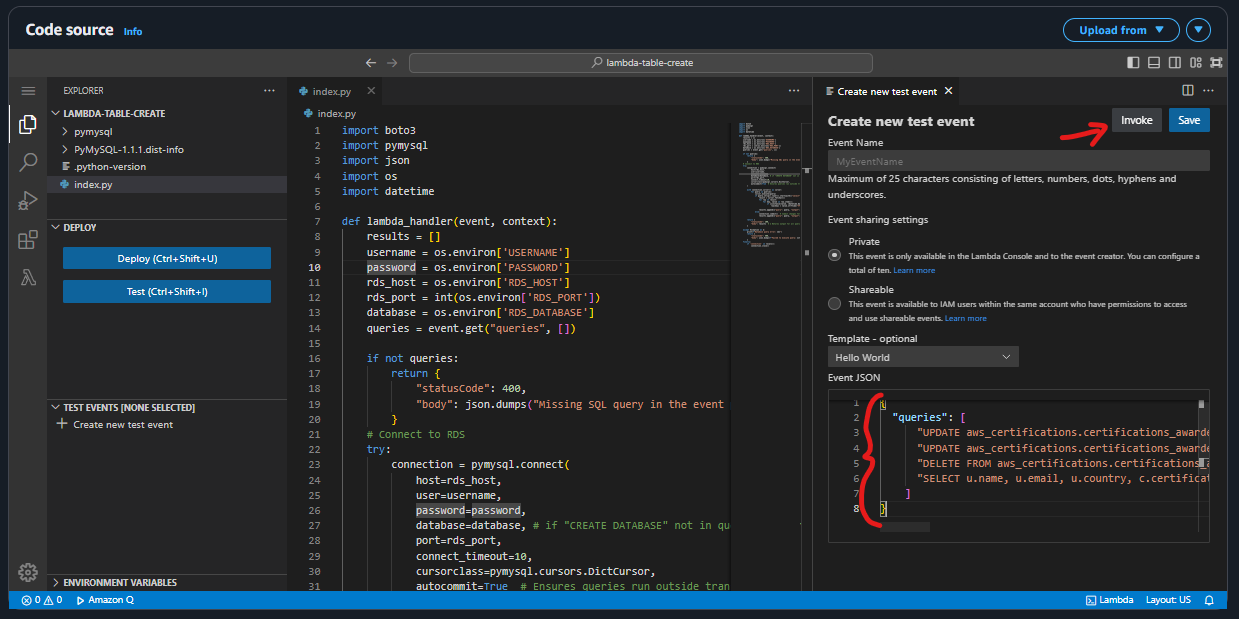 Code source Info
Upload from
lambda-table-create
EXPLORER
LAMBDA-TABLE-CREATE
pymysql
PyMySQL-1.1.1.dist-info
.python-version
index.py
DEPLOY
Deploy (Ctrl+Shift+U)
Test (Ctrl+Shift+I)
TEST EVENTS [NONE SELECTED]
Create new test event
ENVIRONMENT VARIABLES
index.py
index.py
1 import boto3
2 import pymysql
3 import json
4 import os
5 import datetime
6
7 def lambda_handler(event, context):
8 results = []
9 username = os.environ['USERNAME']
10 password = os.environ['PASSWORD']
11 rds_host = os.environ['RDS_HOST']
12 rds_port = int(os.environ['RDS_PORT'])
13 database = os.environ['RDS_DATABASE']
14 queries = event.get("queries", [])
15
16 if not queries:
17 return {
18 "statusCode": 400,
19 "body": json.dumps("Missing SQL query in the event
20 }
21 # Connect to RDS
22 try:
23 connection = pymysql.connect(
24 host=rds_host,
25 user=username,
26 password=password,
27 database=database, # if "CREATE DATABASE" not in qu
28 port=rds_port,
29 connect_timeout=10,
30 cursorclass=pymysql.cursors.DictCursor,
31 autocommit=True # Ensures queries run outside tran
Create new test event
Create new test event
Invoke
Save
Event Name
MyEventName
Maximum of 25 characters consisting of letters, numbers, dots, hyphens and
underscores.
Event sharing settings
Private
This event is only available in the Lambda Console and to the event creator. You can configure a
total of ten. Learn more
Shareable
This event is available to IAM users within the same account who have permissions to access
and use shareable events. Learn more
Template - optional
Hello World
Event JSON
1 {
2 "queries": [
3 "UPDATE aws_certifications.certifications_awarde
4 "UPDATE aws_certifications.certifications_awarde
5 "DELETE FROM aws_certifications.certifications_a
6 "SELECT u.name, u.email, u.country, c.certificat
7 ]
8 }
0 0 Amazon Q
Lambda Layout: US